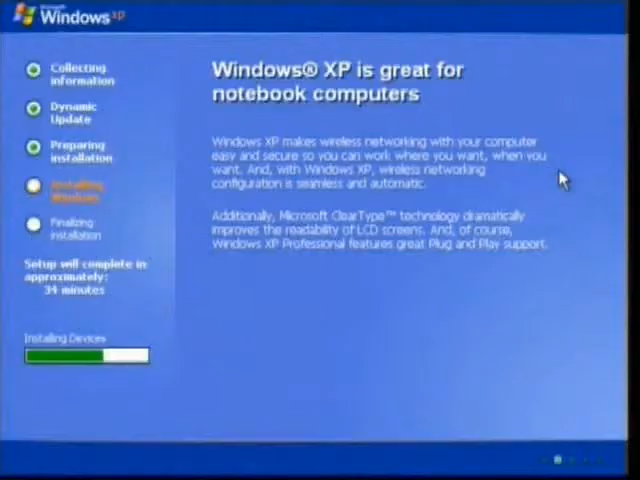 Microsoft
Windows xp
Collecting
information
Dynamic
Update
Preparing
installation
Installing
Windows
Finalizing
installation
Setup will complete in
approximately:
34 minutes
Installing Devices
Windows® XP is great for
notebook computers
Windows XP makes wireless networking with your computer
easy and secure so you can work where you want, when you
want. And, with Windows XP, wireless networking
configuration is seamless and automatic.
Additionally, Microsoft ClearType™ technology dramatically
improves the readability of LCD screens. And, of course,
Windows XP Professional features great Plug and Play support.